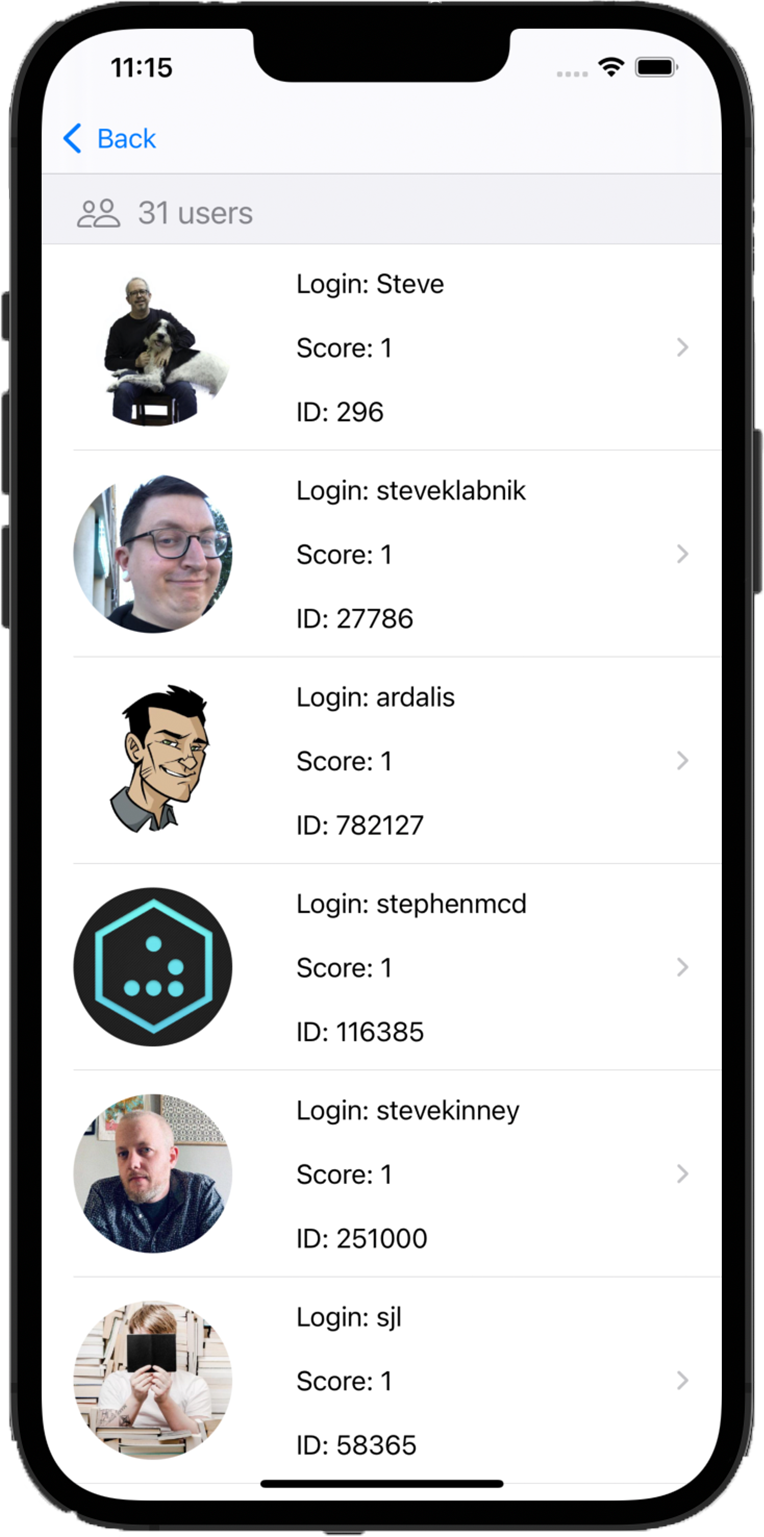 11:15
Back
31 users
Login: Steve
Score: 1
ID: 296
Login: steveklabnik
Score: 1
ID: 27786
Login: ardalis
Score: 1
ID: 782127
Login: stephenmcd
Score: 1
ID: 116385
Login: stevekinney
Score: 1
ID: 251000
Login: sjl
Score: 1
ID: 58365